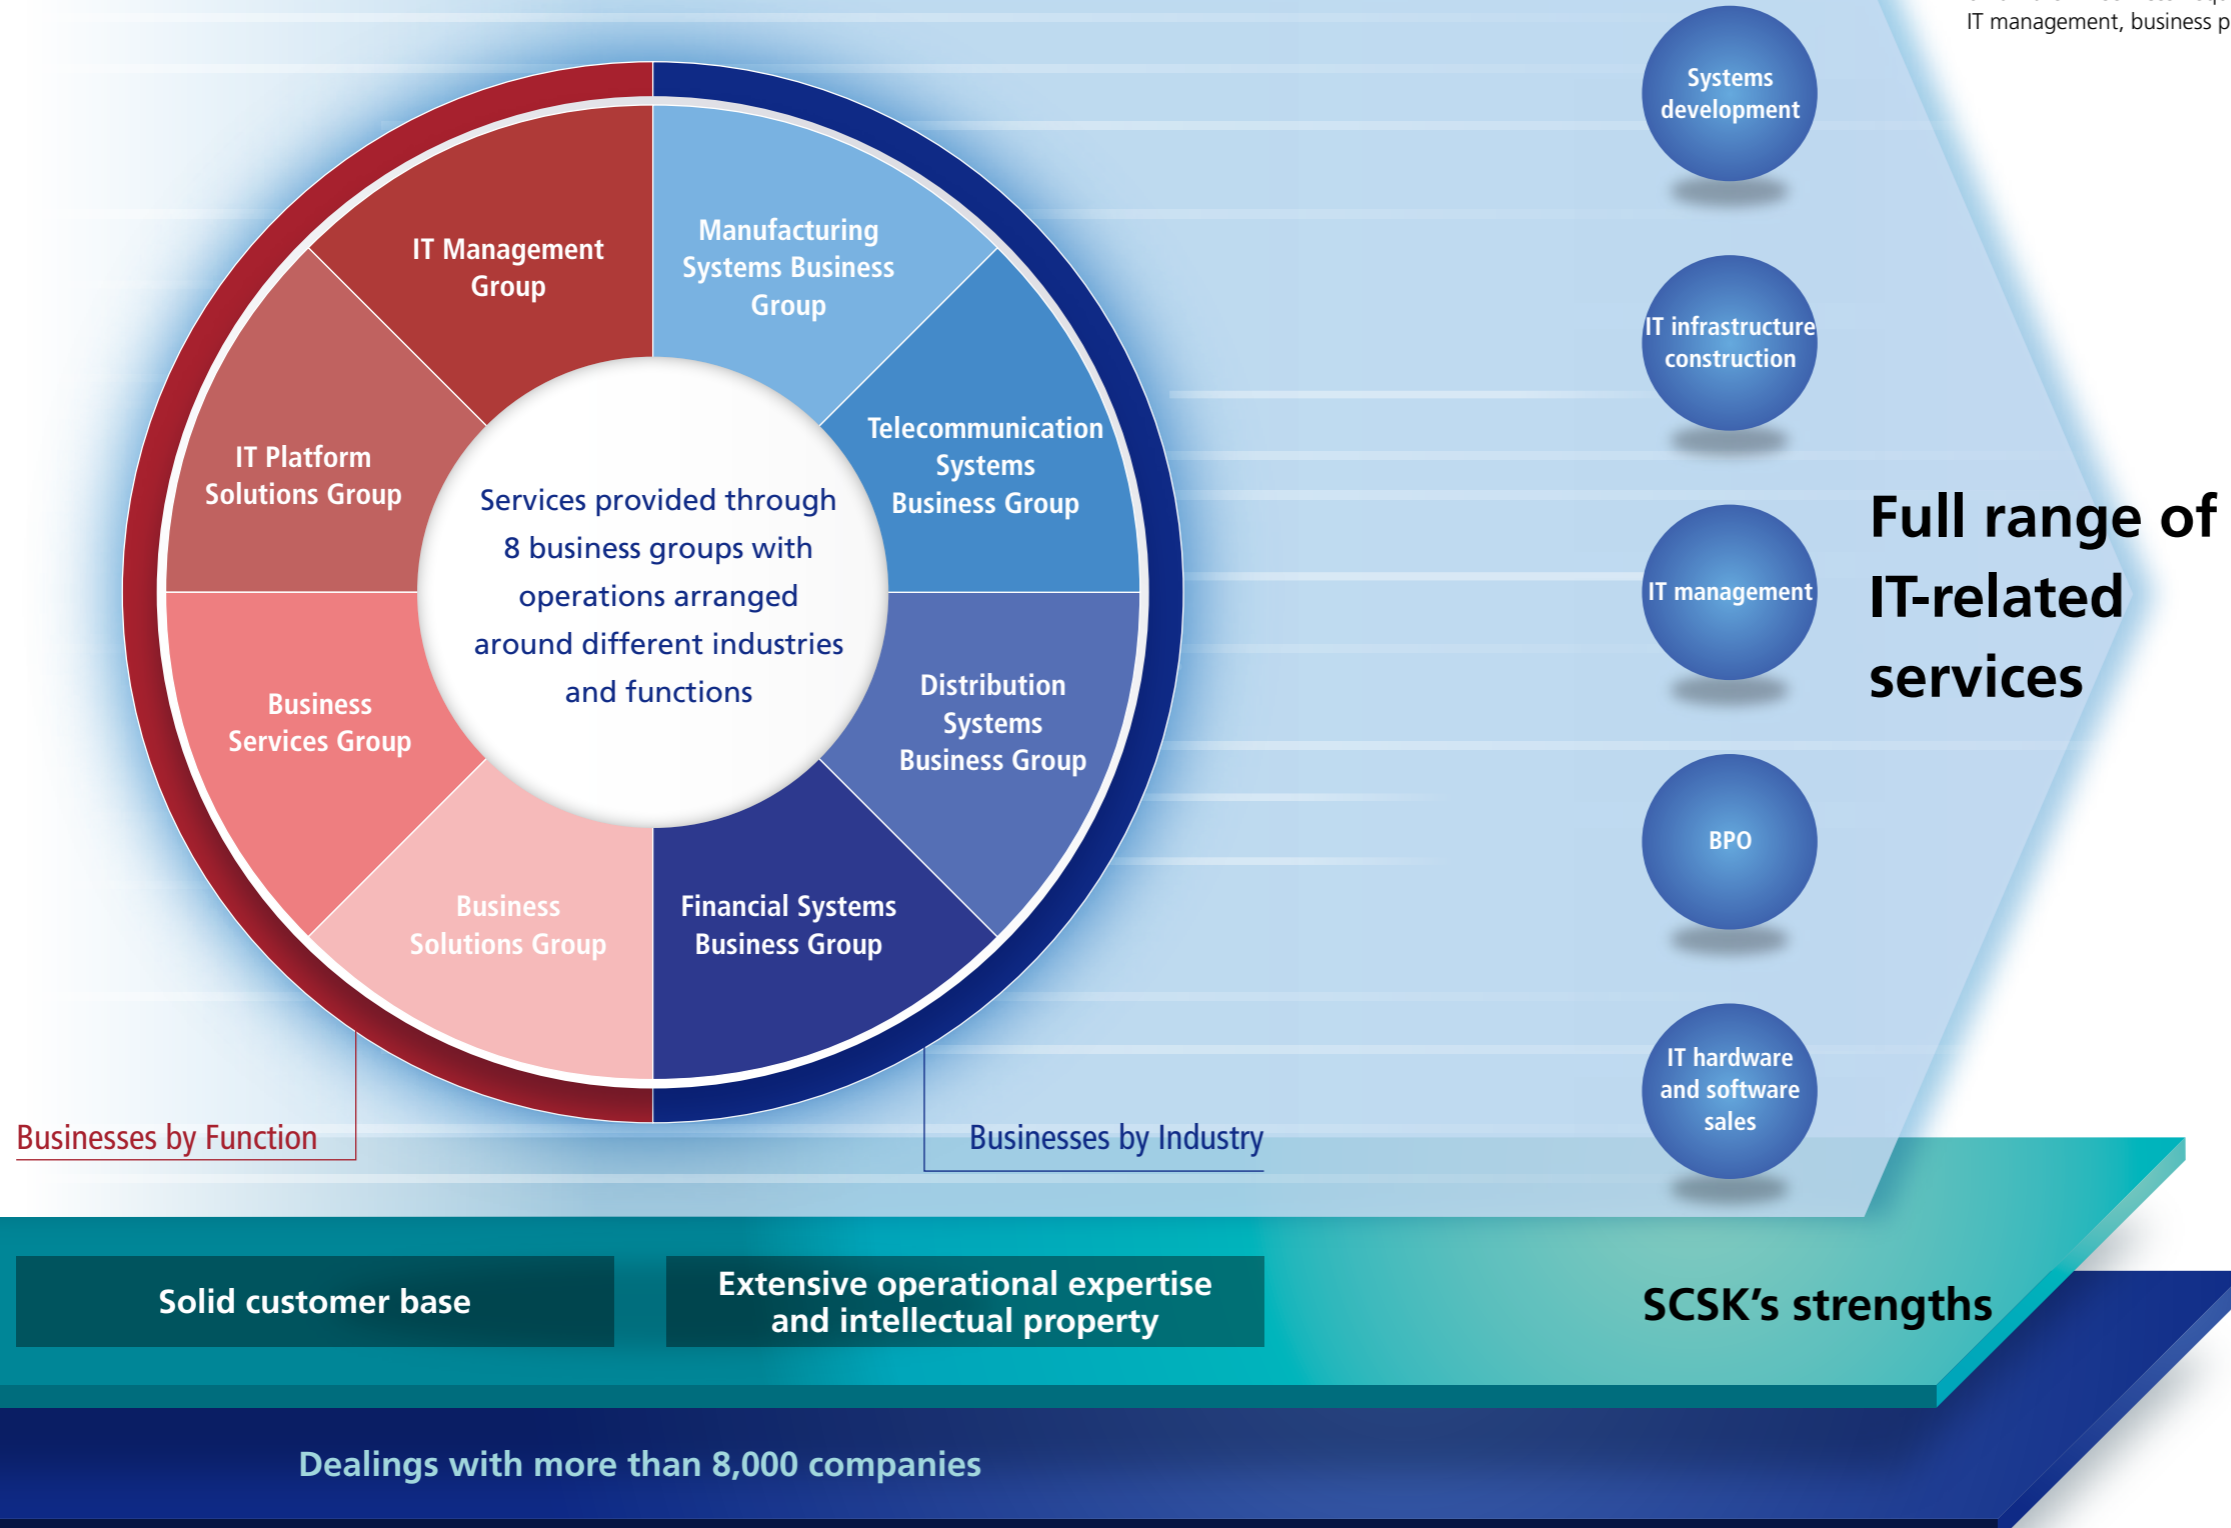 IT management, business p
Systems
development
IT Management
Group
Manufacturing
Systems Business
Group
IT infrastructure
construction
IT Platform
Solutions Group
Telecommunication
Systems
Business Group
Services provided through
8 business groups with
operations arranged
around different industries
and functions
IT management
Full range of
IT-related
services
Business
Services Group
Distribution
Systems
Business Group
BPO
Business
Solutions Group
Financial Systems
Business Group
IT hardware
and software
sales
Businesses by Function
Businesses by Industry
Solid customer base
Extensive operational expertise
and intellectual property
SCSK’s strengths
Dealings with more than 8,000 companies